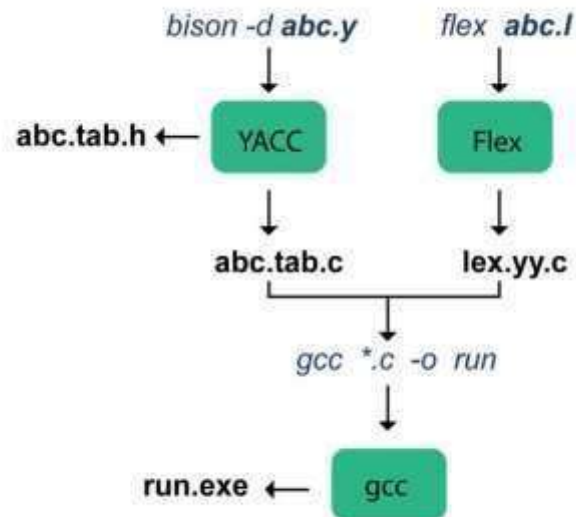 bison -d abc.y
flex abc.l
abc.tab.h
YACC
Flex
abc.tab.c
lex.yy.c
gcc *.c -o run
run.exe
gcc